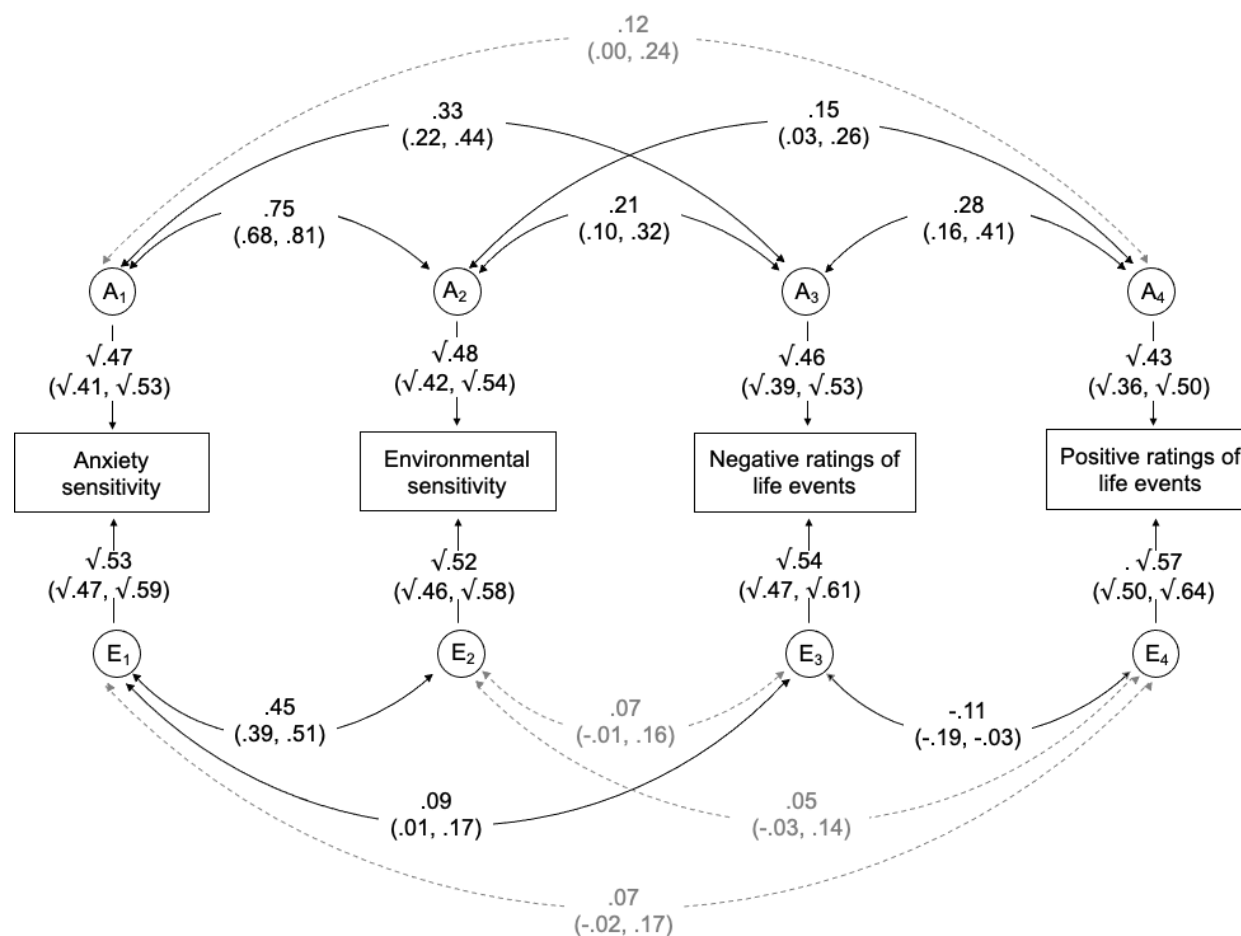 .12
(.00, .24)
.33
(.22, .44)
.15
(.03, .26)
.75
(.68, .81)
.21
(.10, .32)
.28
(.16, .41)
A₁
A₂
A₃
A₄
√.47
(√.41, √.53)
√.48
(√.42, √.54)
√.46
(√.39, √.53)
√.43
(√.36, √.50)
Anxiety
sensitivity
Environmental
sensitivity
Negative ratings of
life events
Positive ratings of
life events
√.53
(√.47, √.59)
√.52
(√.46, √.58)
√.54
(√.47, √.61)
. √.57
(√.50, √.64)
E₁
E₂
E₃
E₄
.45
(.39, .51)
.07
(-.01, .16)
-.11
(-.19, -.03)
.09
(.01, .17)
.05
(-.03, .14)
.07
(-.02, .17)